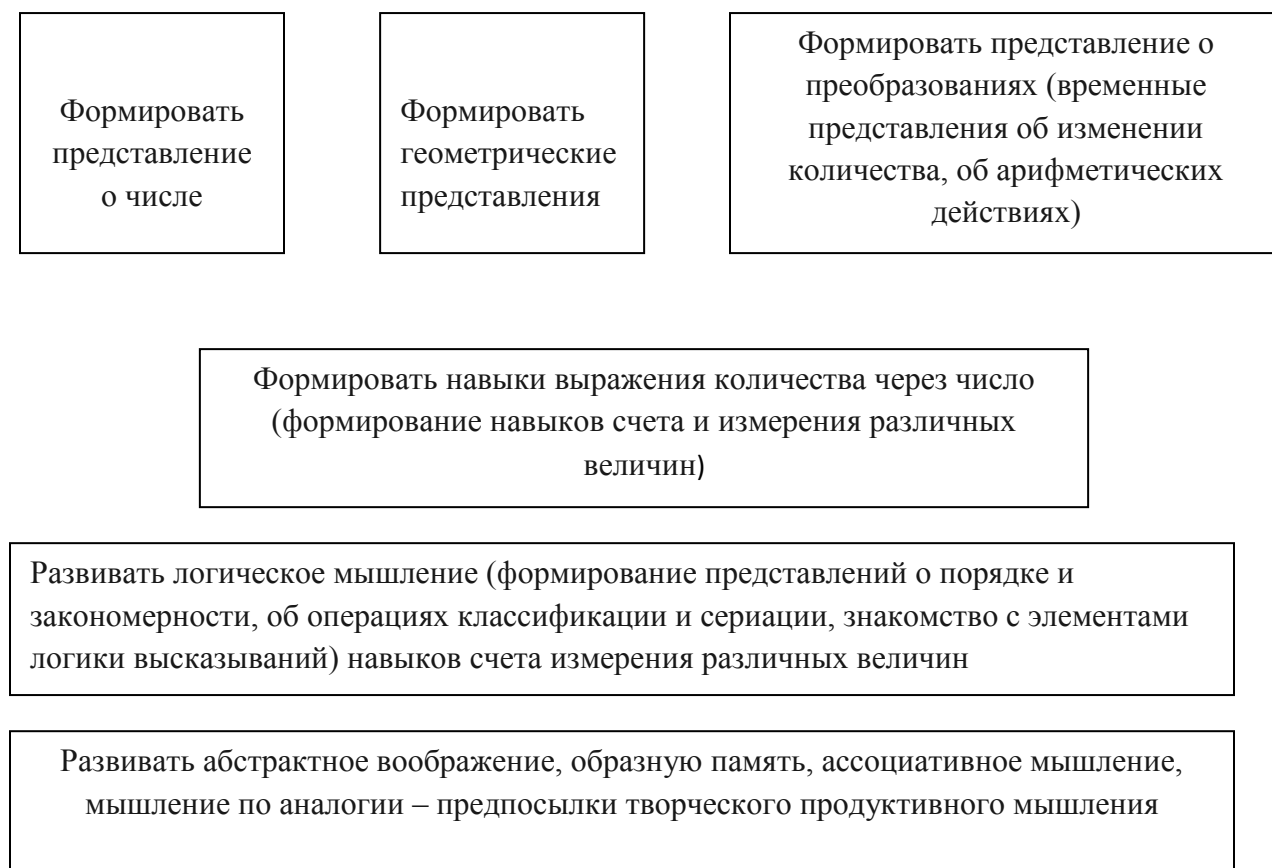 Формировать
представление
о числе
Формировать
геометрические
представления
Формировать представление о
преобразованиях (временные
представления об изменении
количества, об арифметических
действиях)
Формировать навыки выражения количества через число
(формирование навыков счета и измерения различных
величин)
Развивать логическое мышление (формирование представлений о порядке и
закономерности, об операциях классификации и сериации, знакомство с элементами
логики высказываний) навыков счета измерения различных величин
Развивать абстрактное воображение, образную память, ассоциативное мышление,
мышление по аналогии – предпосылки творческого продуктивного мышления